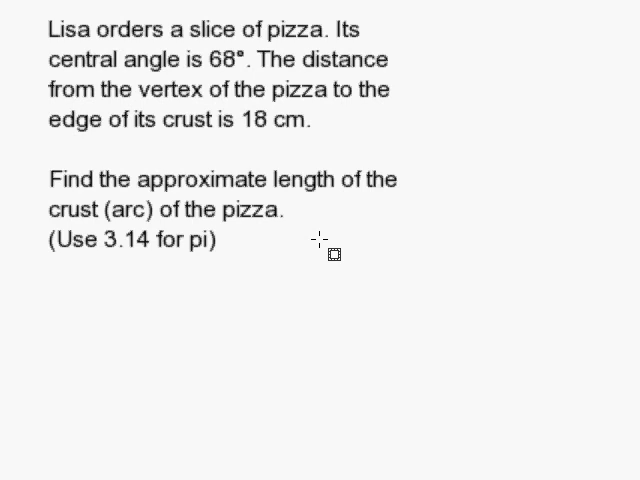 Lisa orders a slice of pizza. Its
central angle is 68°. The distance
from the vertex of the pizza to the
edge of its crust is 18 cm.
Find the approximate length of the
crust (arc) of the pizza.
(Use 3.14 for pi)